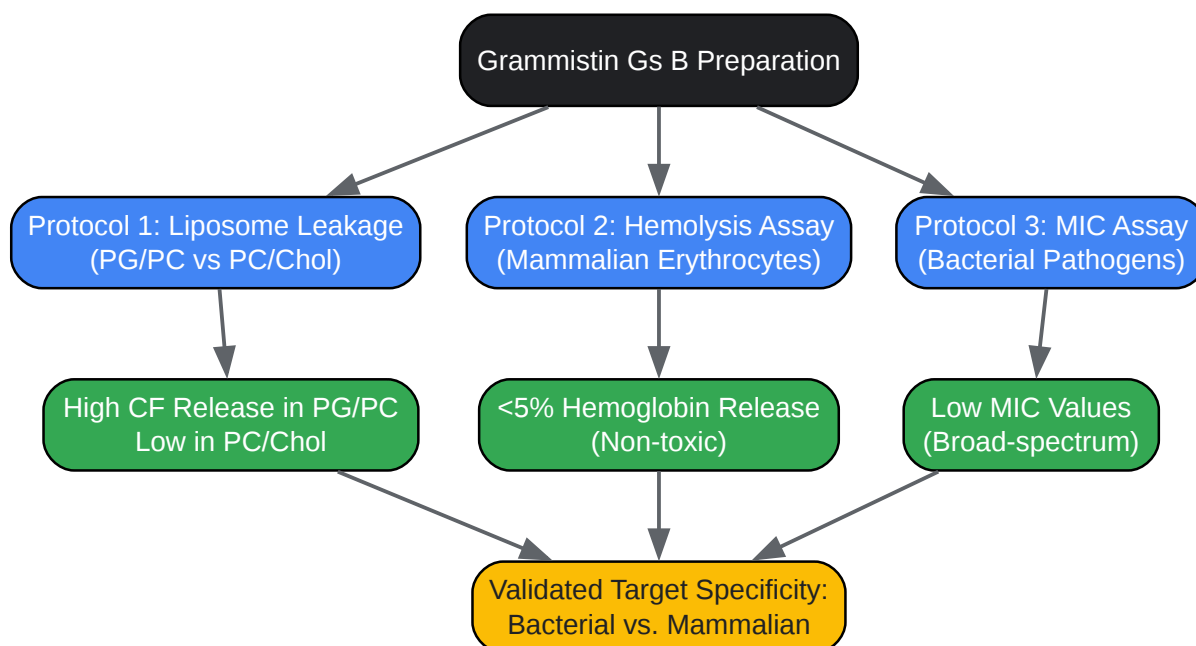 Grammistin Gs B Preparation
Protocol 1: Liposome Leakage
(PG/PC vs PC/Chol)
Protocol 2: Hemolysis Assay
(Mammalian Erythrocytes)
Protocol 3: MIC Assay
(Bacterial Pathogens)
High CF Release in PG/PC
Low in PC/Chol
<5% Hemoglobin Release
(Non-toxic)
Low MIC Values
(Broad-spectrum)
Validated Target Specificity:
Bacterial vs. Mammalian